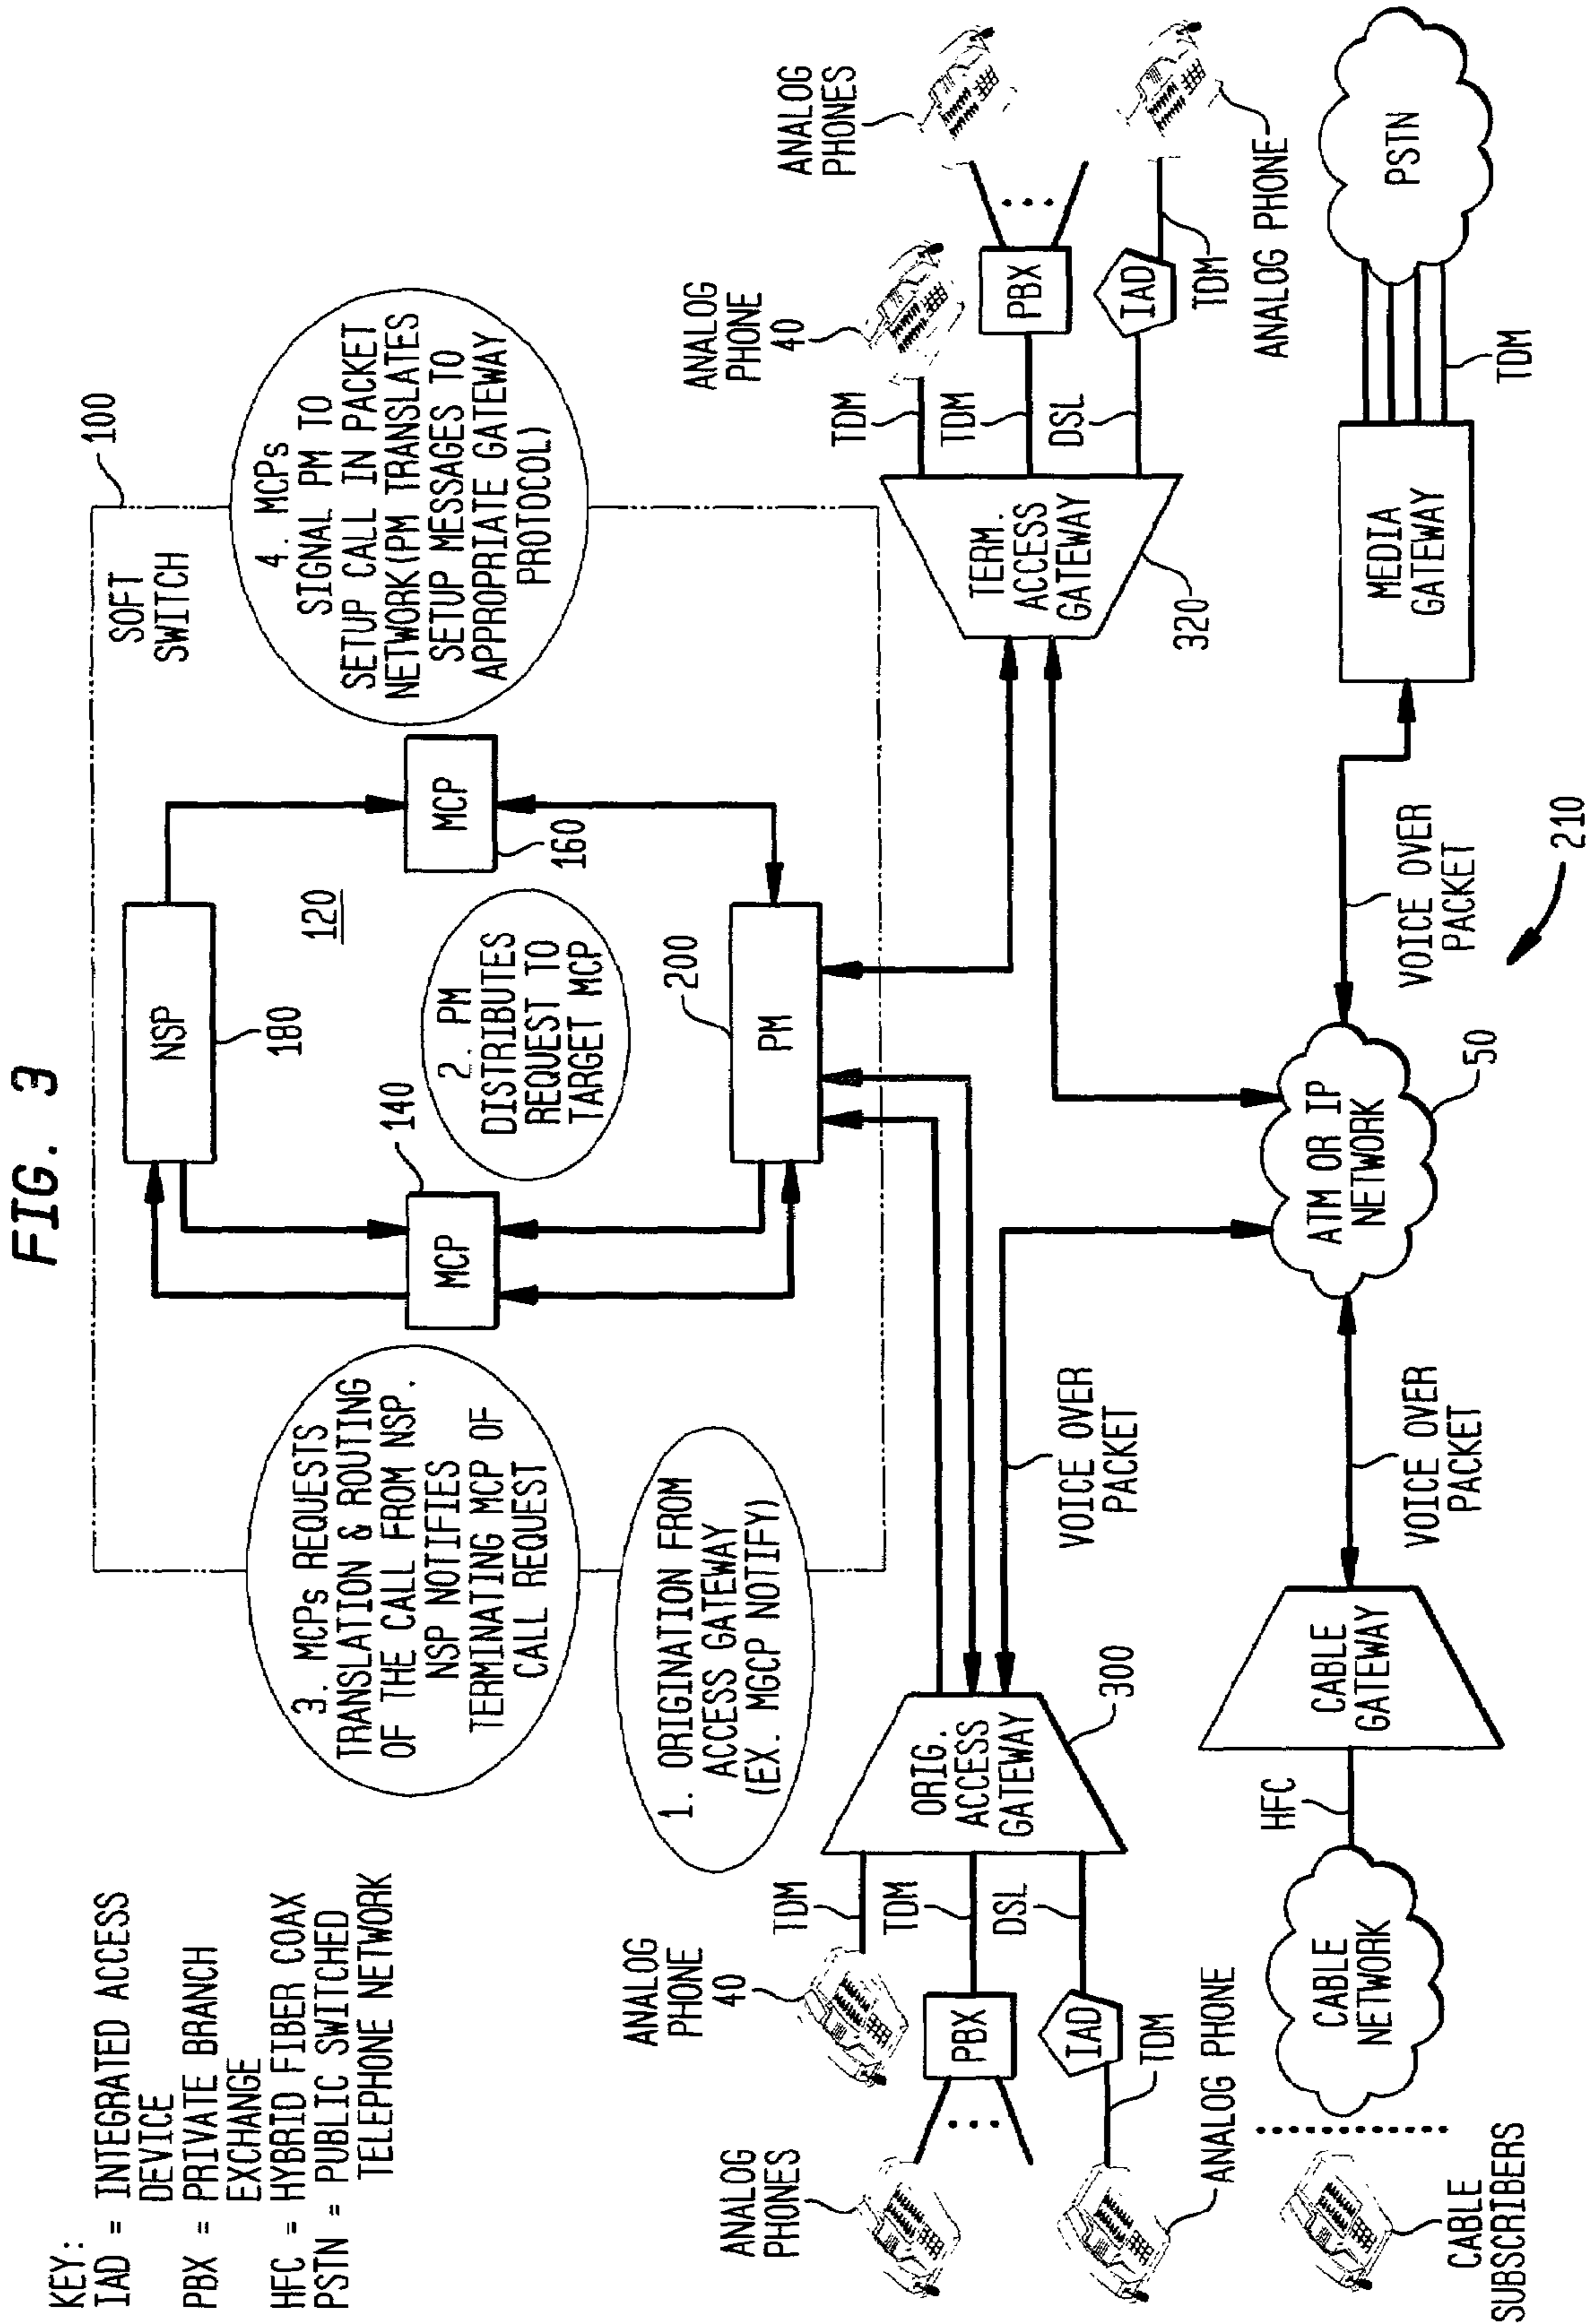 FIG. 3
KEY:
IAD = INTEGRATED ACCESS
DEVICE
PBX = PRIVATE BRANCH
EXCHANGE
HFC = HYBRID FIBER COAX
PSTN = PUBLIC SWITCHED
TELEPHONE NETWORK
100
SOFT
SWITCH
NSP
180
120
MCP
140
MCP
160
PM
200
3. MCPs REQUESTS
TRANSLATION & ROUTING
OF THE CALL FROM NSP.
NSP NOTIFIES
TERMINATING MCP OF
CALL REQUEST
2. PM
DISTRIBUTES
REQUEST TO
TARGET MCP
4. MCPs
SIGNAL PM TO
SETUP CALL IN PACKET
NETWORK(PM TRANSLATES
SETUP MESSAGES TO
APPROPRIATE GATEWAY
PROTOCOL)
1. ORIGINATION FROM
ACCESS GATEWAY
(EX. MGCP NOTIFY)
ANALOG
PHONE
40
ANALOG
PHONES
PBX
IAD
TDM
TDM
DSL
TDM
ANALOG PHONE
ORIG.
ACCESS
GATEWAY
300
VOICE OVER
PACKET
TERM.
ACCESS
GATEWAY
320
TDM
TDM
DSL
ANALOG
PHONE
40
ANALOG
PHONES
PBX
IAD
TDM
ANALOG PHONE
CABLE
SUBSCRIBERS
CABLE
NETWORK
HFC
CABLE
GATEWAY
VOICE OVER
PACKET
ATM OR IP
NETWORK
50
VOICE OVER
PACKET
MEDIA
GATEWAY
TDM
PSTN
210